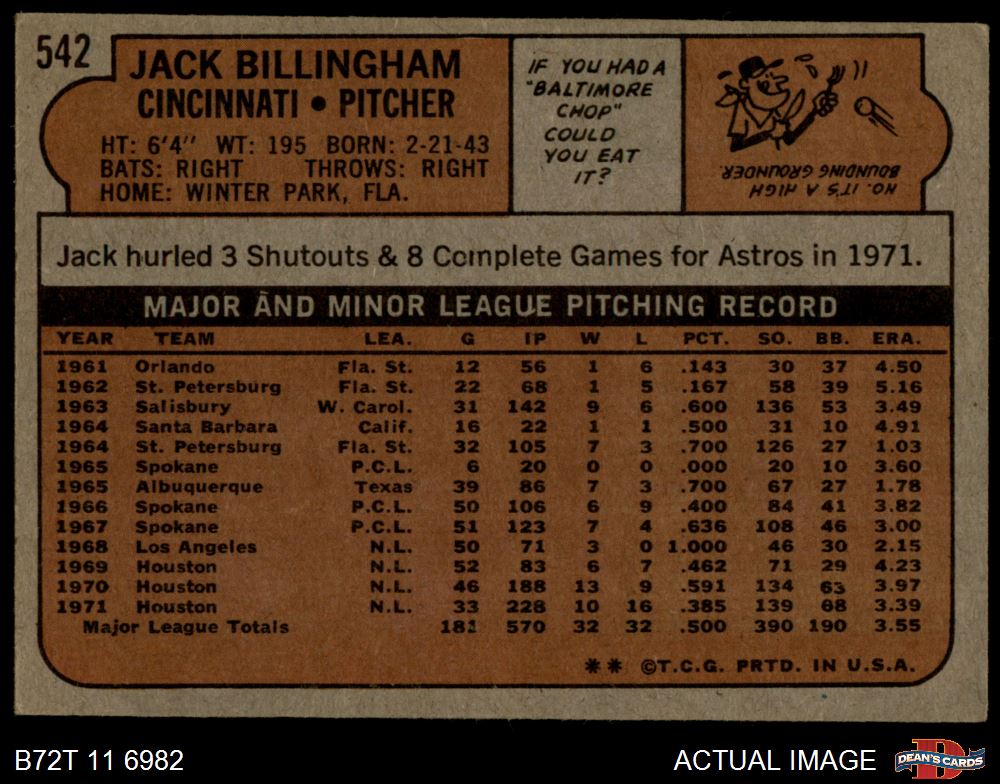 542
JACK BILLINGHAM
CINCINNATI • PITCHER
HT: 6'4" WT: 195 BORN: 2-21-43
BATS: RIGHT THROWS: RIGHT
HOME: WINTER PARK, FLA.
IF YOU HAD A
"BALTIMORE
CHOP"
COULD
YOU EAT
IT?
NO. IT'S A HIGH
BOUNDING GROUNDER.
Jack hurled 3 Shutouts & 8 Complete Games for Astros in 1971.
MAJOR AND MINOR LEAGUE PITCHING RECORD
YEAR TEAM LEA. G IP W L PCT. SO. BB. ERA.
1961 Orlando Fla. St. 12 56 1 6 .143 30 37 4.50
1962 St. Petersburg Fla. St. 22 68 1 5 .167 58 39 5.16
1963 Salisbury W. Carol. 31 142 9 6 .600 136 53 3.49
1964 Santa Barbara Calif. 16 22 1 1 .500 31 10 4.91
1964 St. Petersburg Fla. St. 32 105 7 3 .700 126 27 1.03
1965 Spokane P.C.L. 6 20 0 0 .000 20 10 3.60
1965 Albuquerque Texas 39 86 7 3 .700 67 27 1.78
1966 Spokane P.C.L. 50 106 6 9 .400 84 41 3.82
1967 Spokane P.C.L. 51 123 7 4 .636 108 46 3.00
1968 Los Angeles N.L. 50 71 3 0 1.000 46 30 2.15
1969 Houston N.L. 52 83 6 7 .462 71 29 4.23
1970 Houston N.L. 46 188 13 9 .591 134 63 3.97
1971 Houston N.L. 33 228 10 16 .385 139 68 3.39
Major League Totals 181 570 32 32 .500 390 190 3.55
** ©T.C.G. PRTD. IN U.S.A.
B72T 11 6982
ACTUAL IMAGE
D
DEAN'S CARDS